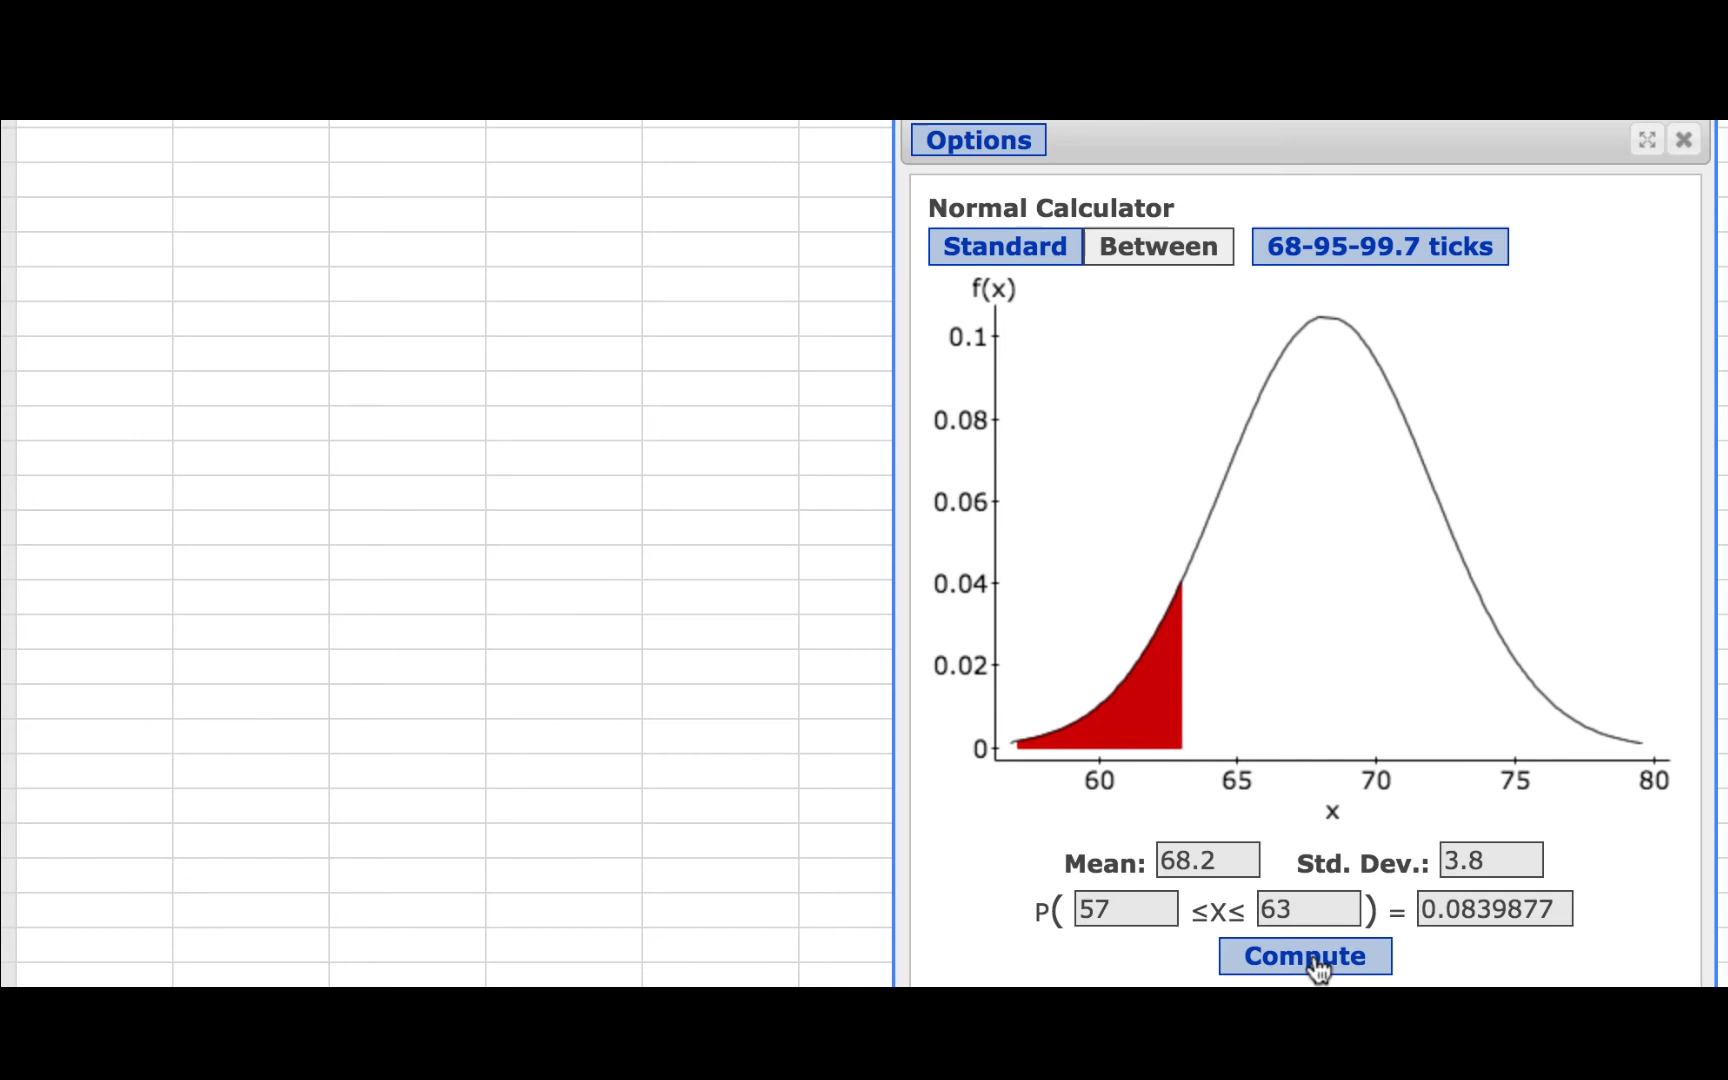 Options
Normal Calculator
Standard Between 68-95-99.7 ticks
f(x)
0.1
0.08
0.06
0.04
0.02
0
60 65 70 75 80
x
Mean: 68.2 Std. Dev.: 3.8
P( 57 ≤X≤ 63 ) = 0.0839877
Compute